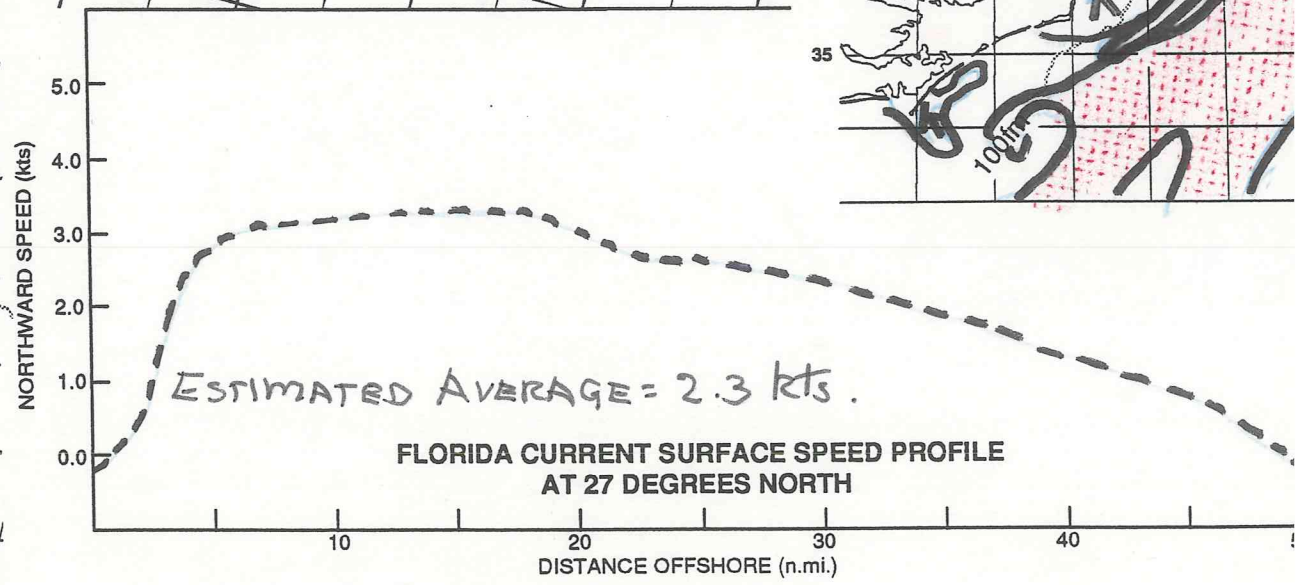 35
100fm
NORTHWARD SPEED (kts)
5.0
4.0
3.0
2.0
1.0
0.0
ESTIMATED AVERAGE = 2.3 kts.
FLORIDA CURRENT SURFACE SPEED PROFILE
AT 27 DEGREES NORTH
10 20 30 40
DISTANCE OFFSHORE (n.mi.)